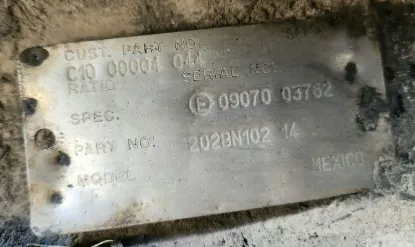 CUST. PART NO.
C10 00004 044
RATIO SERIAL NO.
E 09070 03762
SPEC.
PART NO. 1202BN102 14
MODEL MEXICO